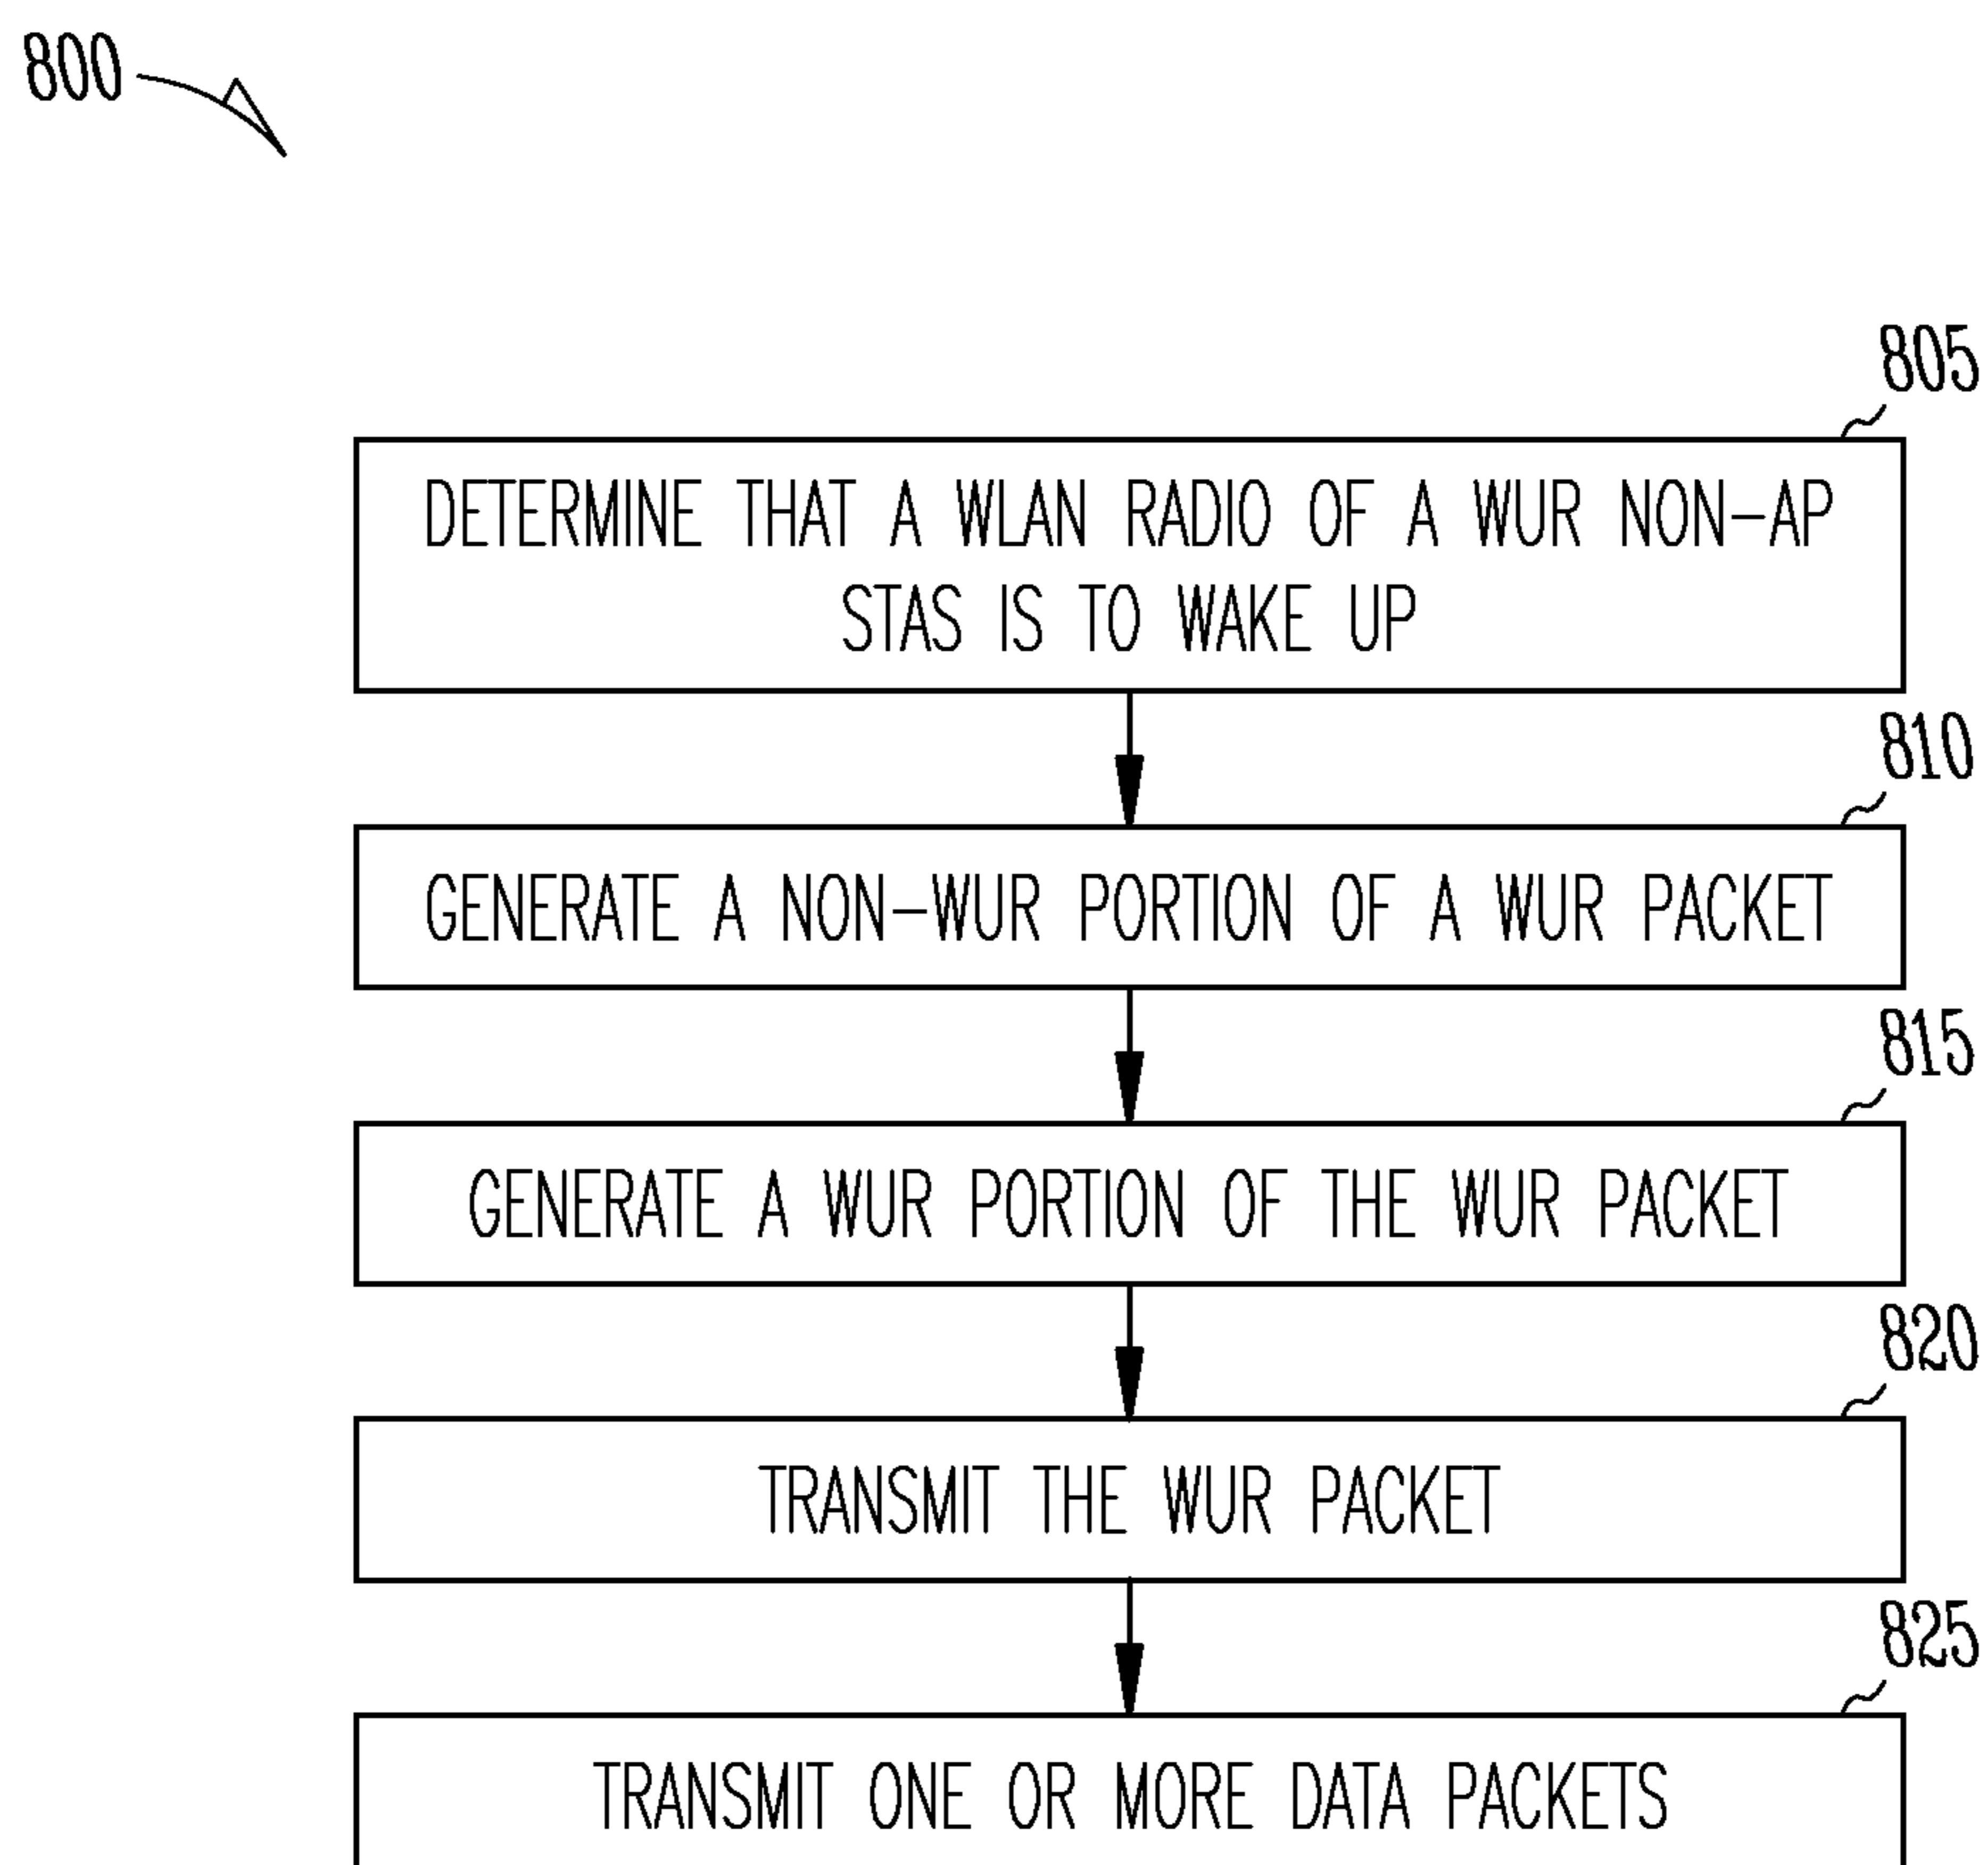 800
805
DETERMINE THAT A WLAN RADIO OF A WUR NON-AP
STAS IS TO WAKE UP
810
GENERATE A NON-WUR PORTION OF A WUR PACKET
815
GENERATE A WUR PORTION OF THE WUR PACKET
820
TRANSMIT THE WUR PACKET
825
TRANSMIT ONE OR MORE DATA PACKETS